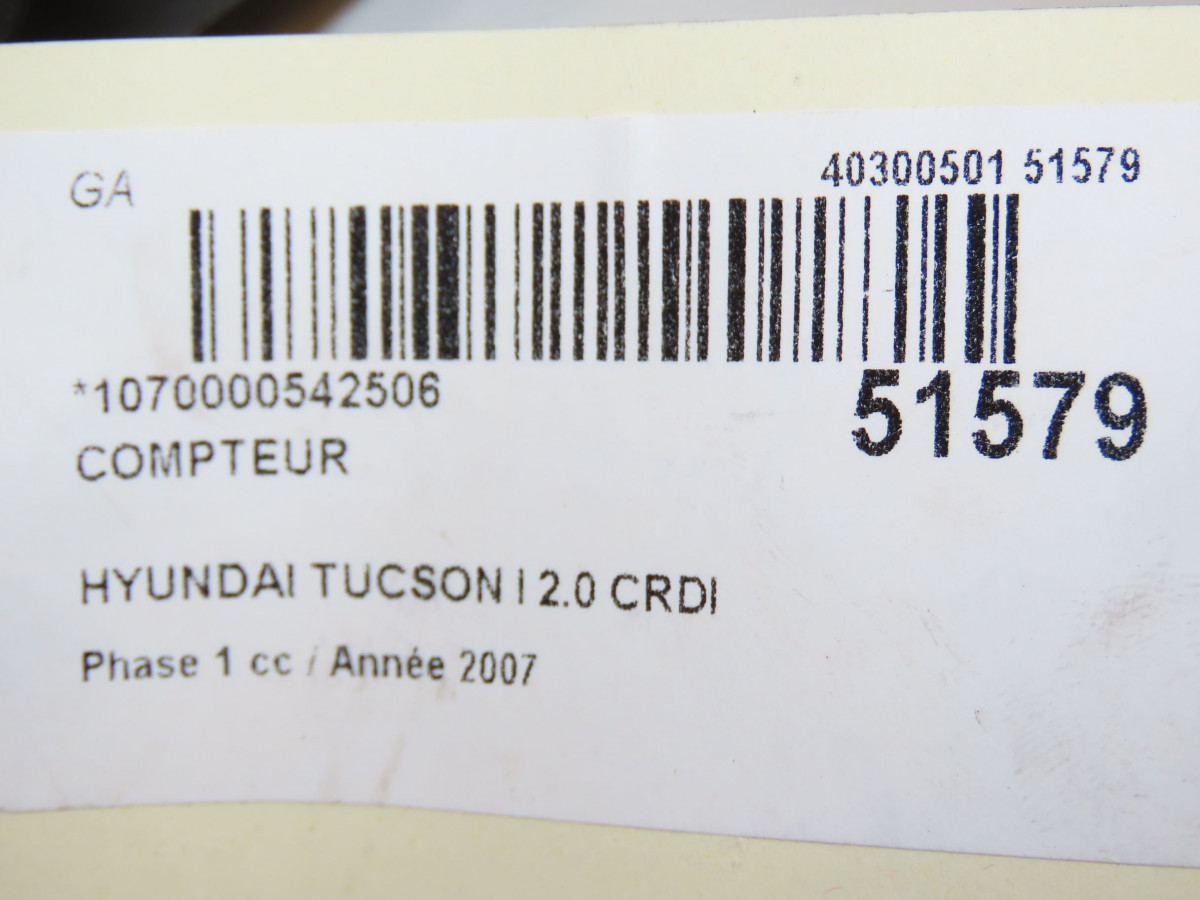 GA
40300501 51579
*1070000542506
51579
COMPTEUR
HYUNDAI TUCSON I 2.0 CRDI
Phase 1 cc / Année 2007